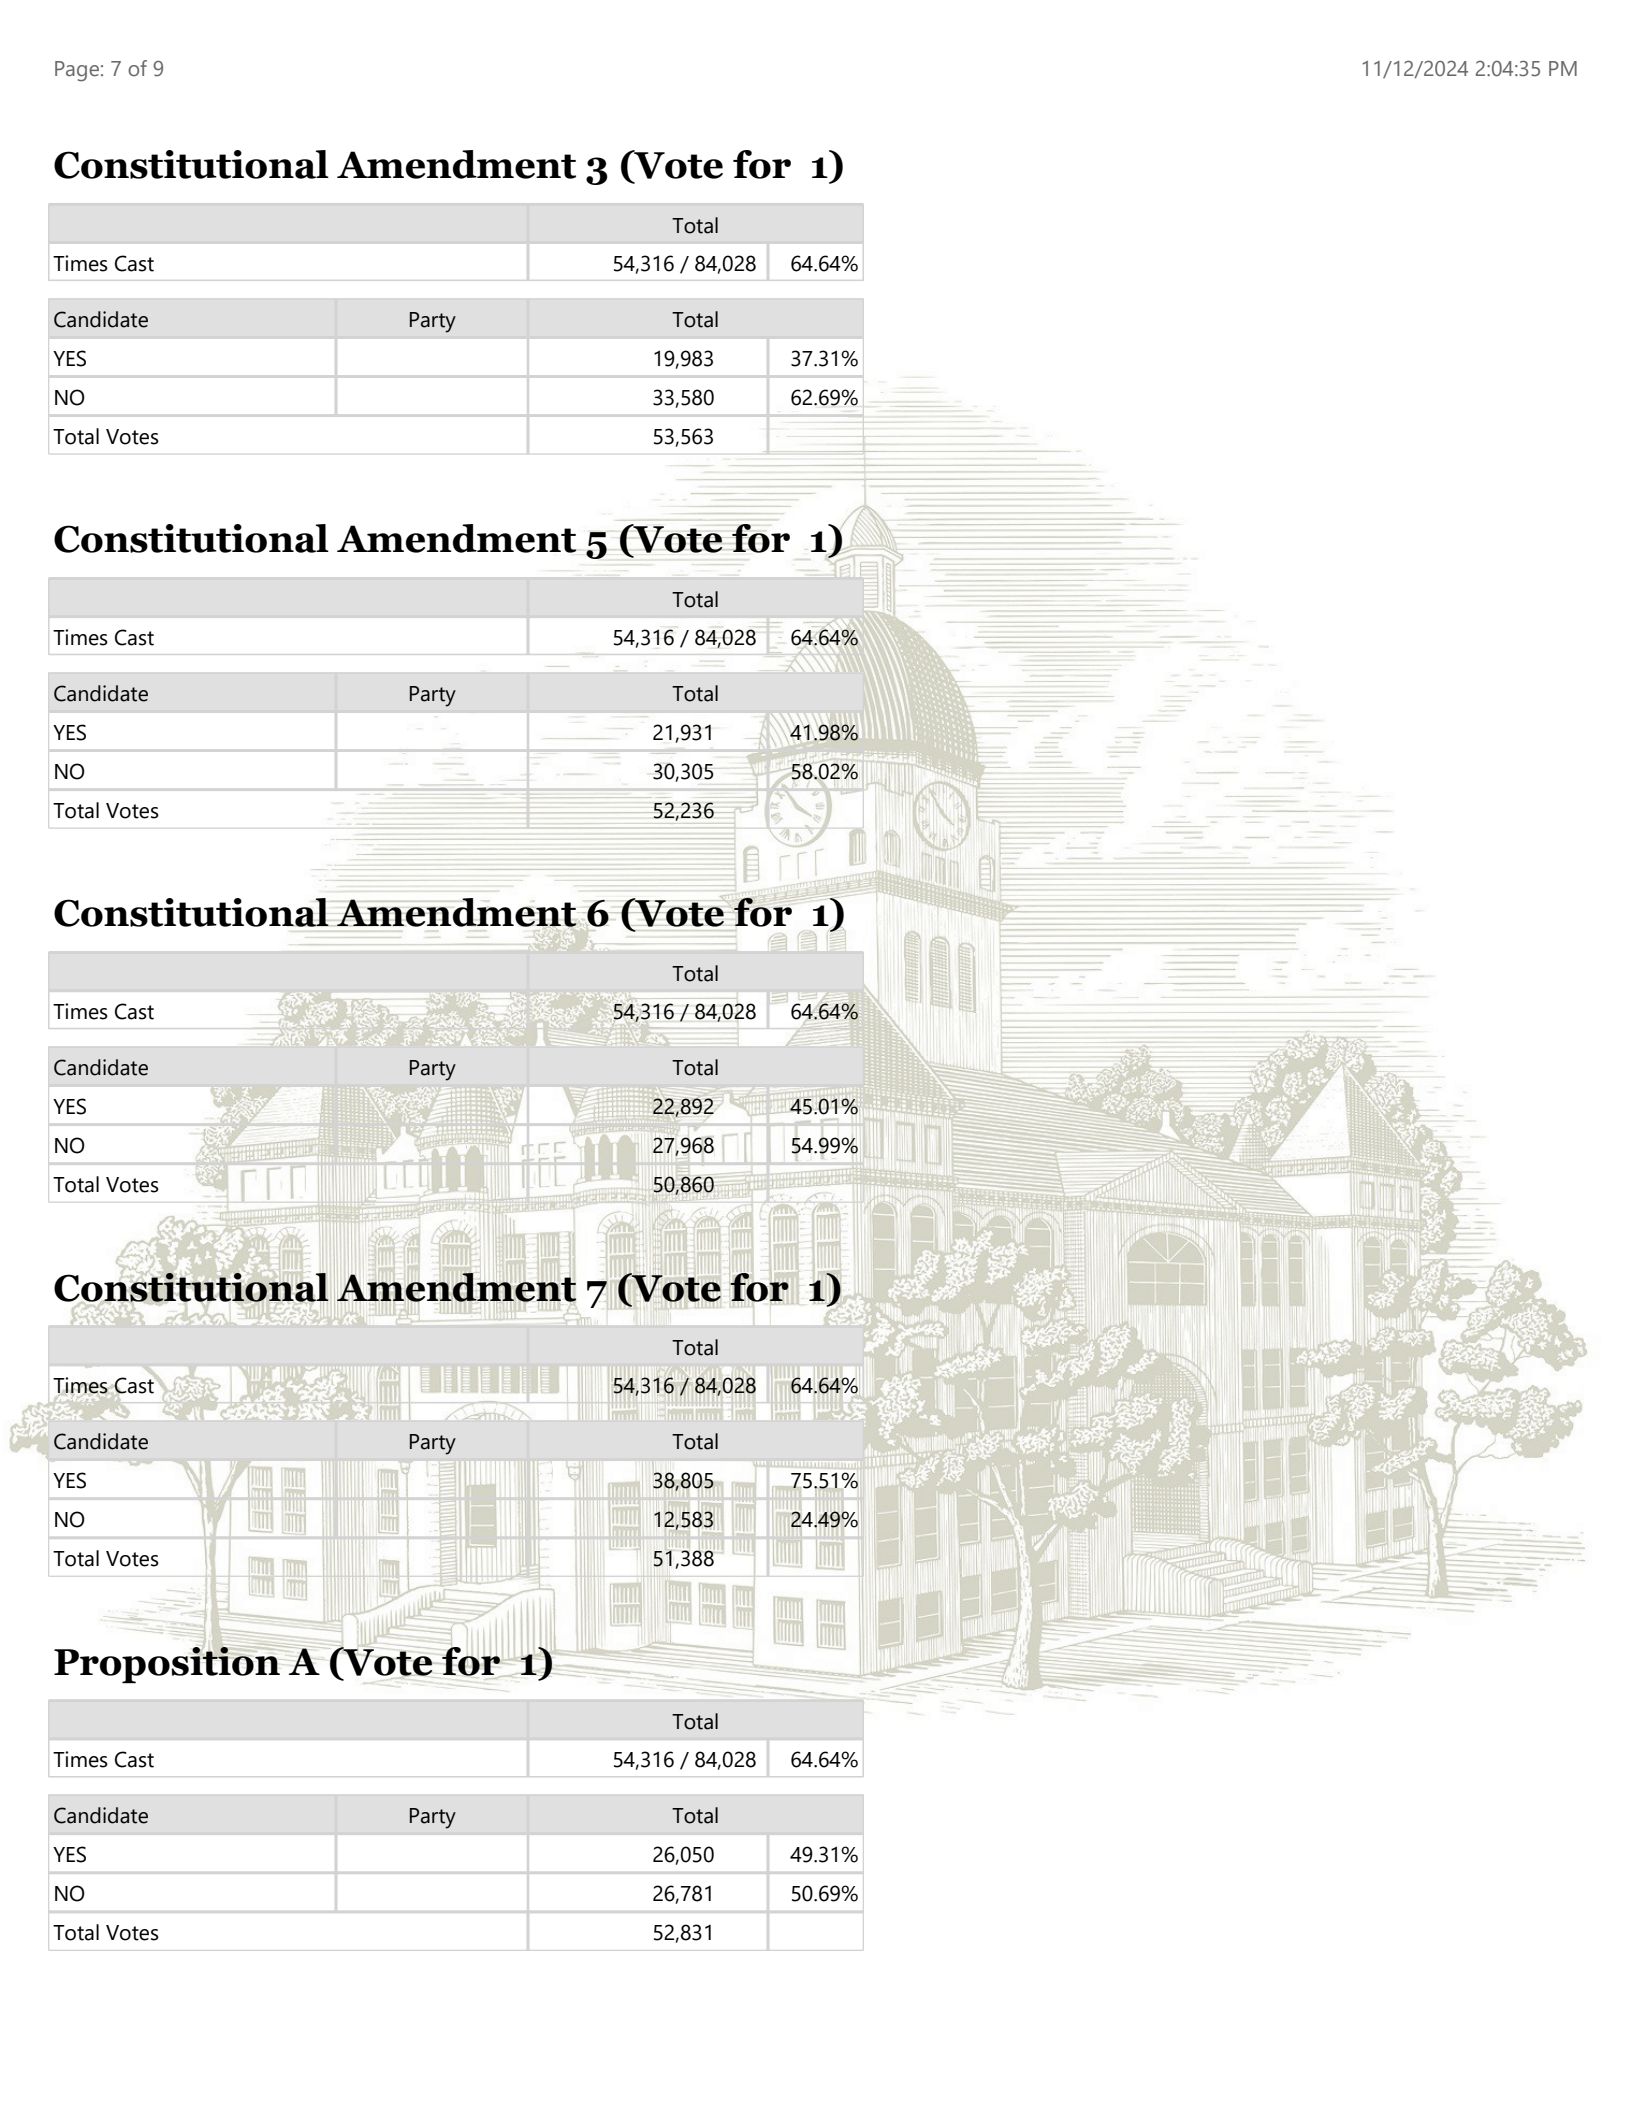 Page: 7 of 9 11/12/2024 2:04:35 PM
Constitutional Amendment 3 (Vote for 1)
Total
Times Cast 54,316 / 84,028 64.64%
Candidate Party Total
YES 19,983 37.31%
NO 33,580 62.69%
Total Votes 53,563
Constitutional Amendment 5 (Vote for 1)
Total
Times Cast 54,316 / 84,028 64.64%
Candidate Party Total
YES 21,931 41.98%
NO 30,305 58.02%
Total Votes 52,236
Constitutional Amendment 6 (Vote for 1)
Total
Times Cast 54,316 / 84,028 64.64%
Candidate Party Total
YES 22,892 45.01%
NO 27,968 54.99%
Total Votes 50,860
Constitutional Amendment 7 (Vote for 1)
Total
Times Cast 54,316 / 84,028 64.64%
Candidate Party Total
YES 38,805 75.51%
NO 12,583 24.49%
Total Votes 51,388
Proposition A (Vote for 1)
Total
Times Cast 54,316 / 84,028 64.64%
Candidate Party Total
YES 26,050 49.31%
NO 26,781 50.69%
Total Votes 52,831